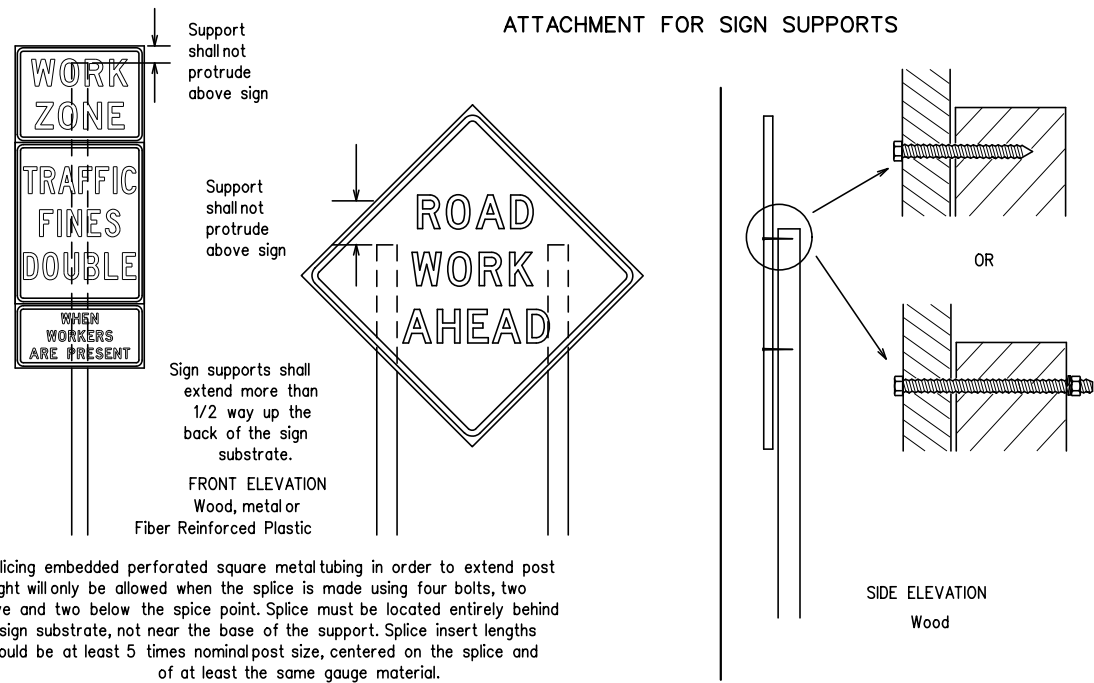 ATTACHMENT FOR SIGN SUPPORTS
Support
shall not
protrude
above sign
WORK
ZONE
TRAFFIC
FINES
DOUBLE
WHEN
WORKERS
ARE PRESENT
Support
shall not
protrude
above sign
ROAD
WORK
AHEAD
Sign supports shall
extend more than
1/2 way up the
back of the sign
substrate.
FRONT ELEVATION
Wood, metal or
Fiber Reinforced Plastic
OR
SIDE ELEVATION
Wood
licing embedded perforated square metal tubing in order to extend post
ght will only be allowed when the splice is made using four bolts, two
ve and two below the spice point. Splice must be located entirely behind
sign substrate, not near the base of the support. Splice insert lengths
ould be at least 5 times nominal post size, centered on the splice and
of at least the same gauge material.